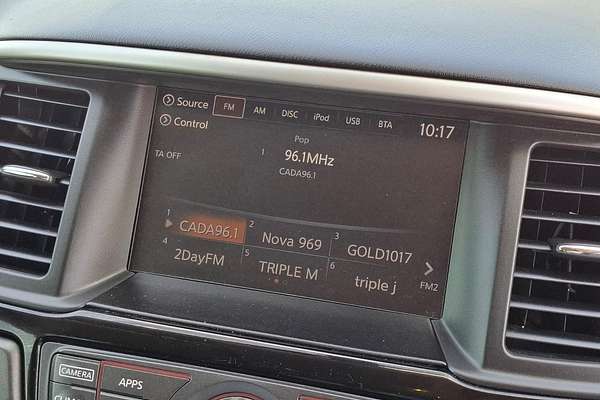 Source FM AM DISC iPod USB BTA 10:17
Control
Pop
TA OFF 1 96.1MHz
CADA96.1
1 CADA96.1 2 Nova 969 3 GOLD1017
4 2DayFM 5 TRIPLE M 6 triple j FM2
CAMERA
APPS